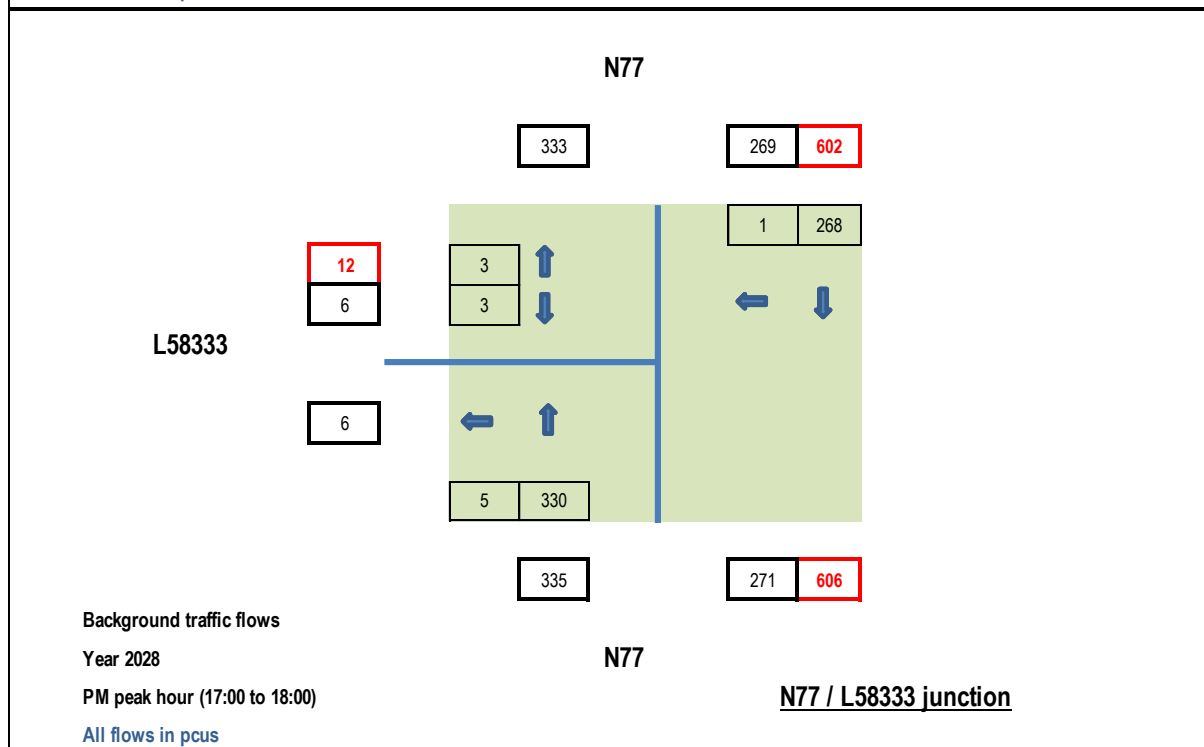 N77
333 269 602
1 268
12 3
6 3
L58333
6
5 330
335 271 606
Background traffic flows
Year 2028 N77
PM peak hour (17:00 to 18:00) N77 / L58333 junction
All flows in pcus